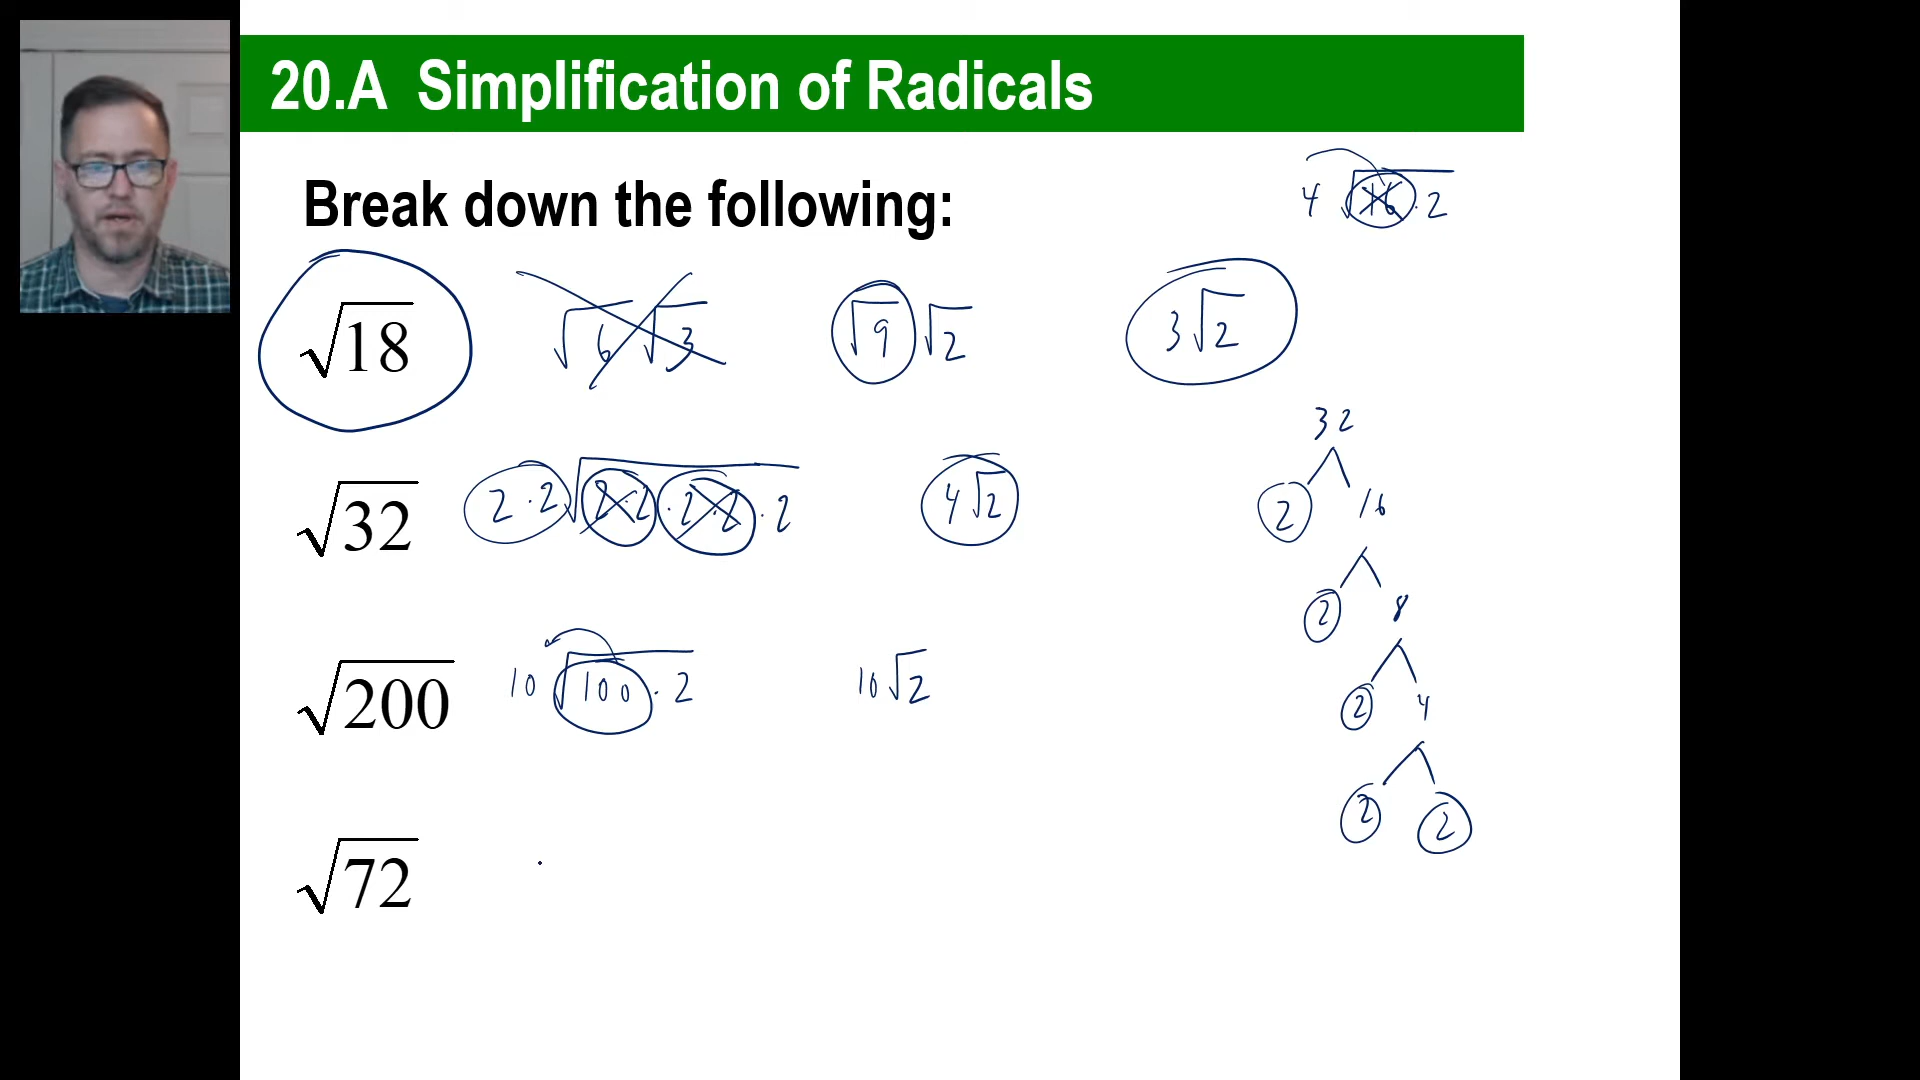 20.A Simplification of Radicals
Break down the following:
4 √16·2
√18 √6 √3 √9 √2 3√2
√32 2·2√2·2·2·2·2 4√2
√200 10√100·2 10√2
√72
32
2 16
2 8
2 4
2 2